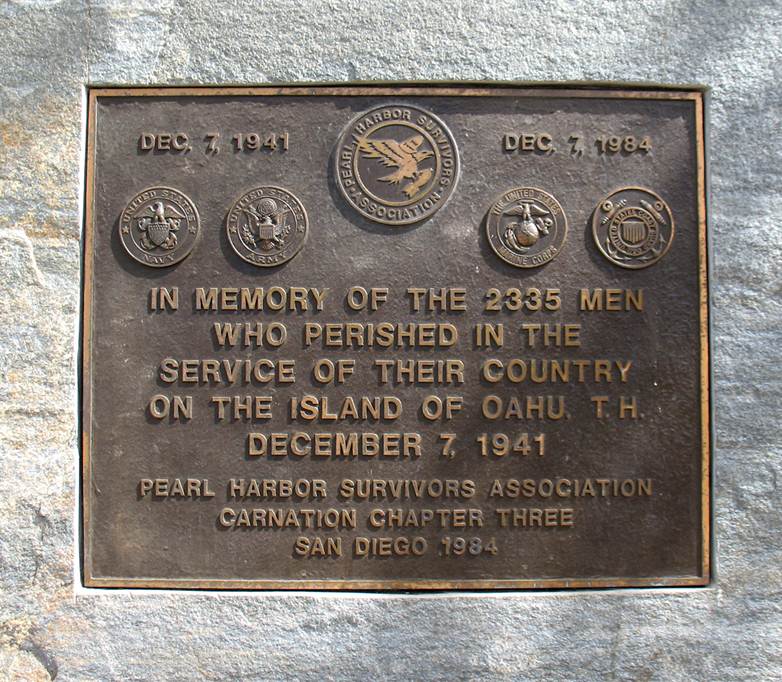 DEC. 7, 1941
PEARL HARBOR SURVIVORS
ASSOCIATION
DEC. 7, 1984
UNITED STATES
NAVY
UNITED STATES
ARMY
THE UNITED STATES
MARINE CORPS
IN MEMORY OF THE 2335 MEN
WHO PERISHED IN THE
SERVICE OF THEIR COUNTRY
ON THE ISLAND OF OAHU, T.H.
DECEMBER 7, 1941
PEARL HARBOR SURVIVORS ASSOCIATION
CARNATION CHAPTER THREE
SAN DIEGO ,1984